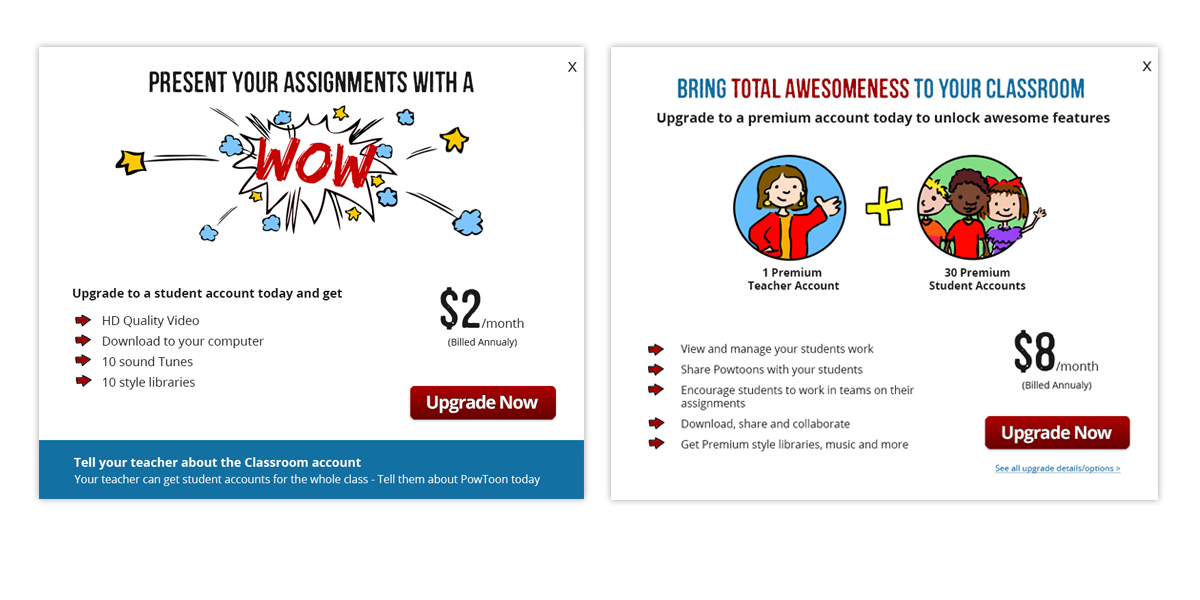 X
PRESENT YOUR ASSIGNMENTS WITH A
WOW
Upgrade to a student account today and get
HD Quality Video
Download to your computer
10 sound Tunes
10 style libraries
$2/month
(Billed Annualy)
Upgrade Now
Tell your teacher about the Classroom account
Your teacher can get student accounts for the whole class - Tell them about PowToon today
X
BRING TOTAL AWESOMENESS TO YOUR CLASSROOM
Upgrade to a premium account today to unlock awesome features
1 Premium
Teacher Account
30 Premium
Student Accounts
View and manage your students work
Share Powtoons with your students
Encourage students to work in teams on their
assignments
Download, share and collaborate
Get Premium style libraries, music and more
$8/month
(Billed Annualy)
Upgrade Now
See all upgrade details/options >